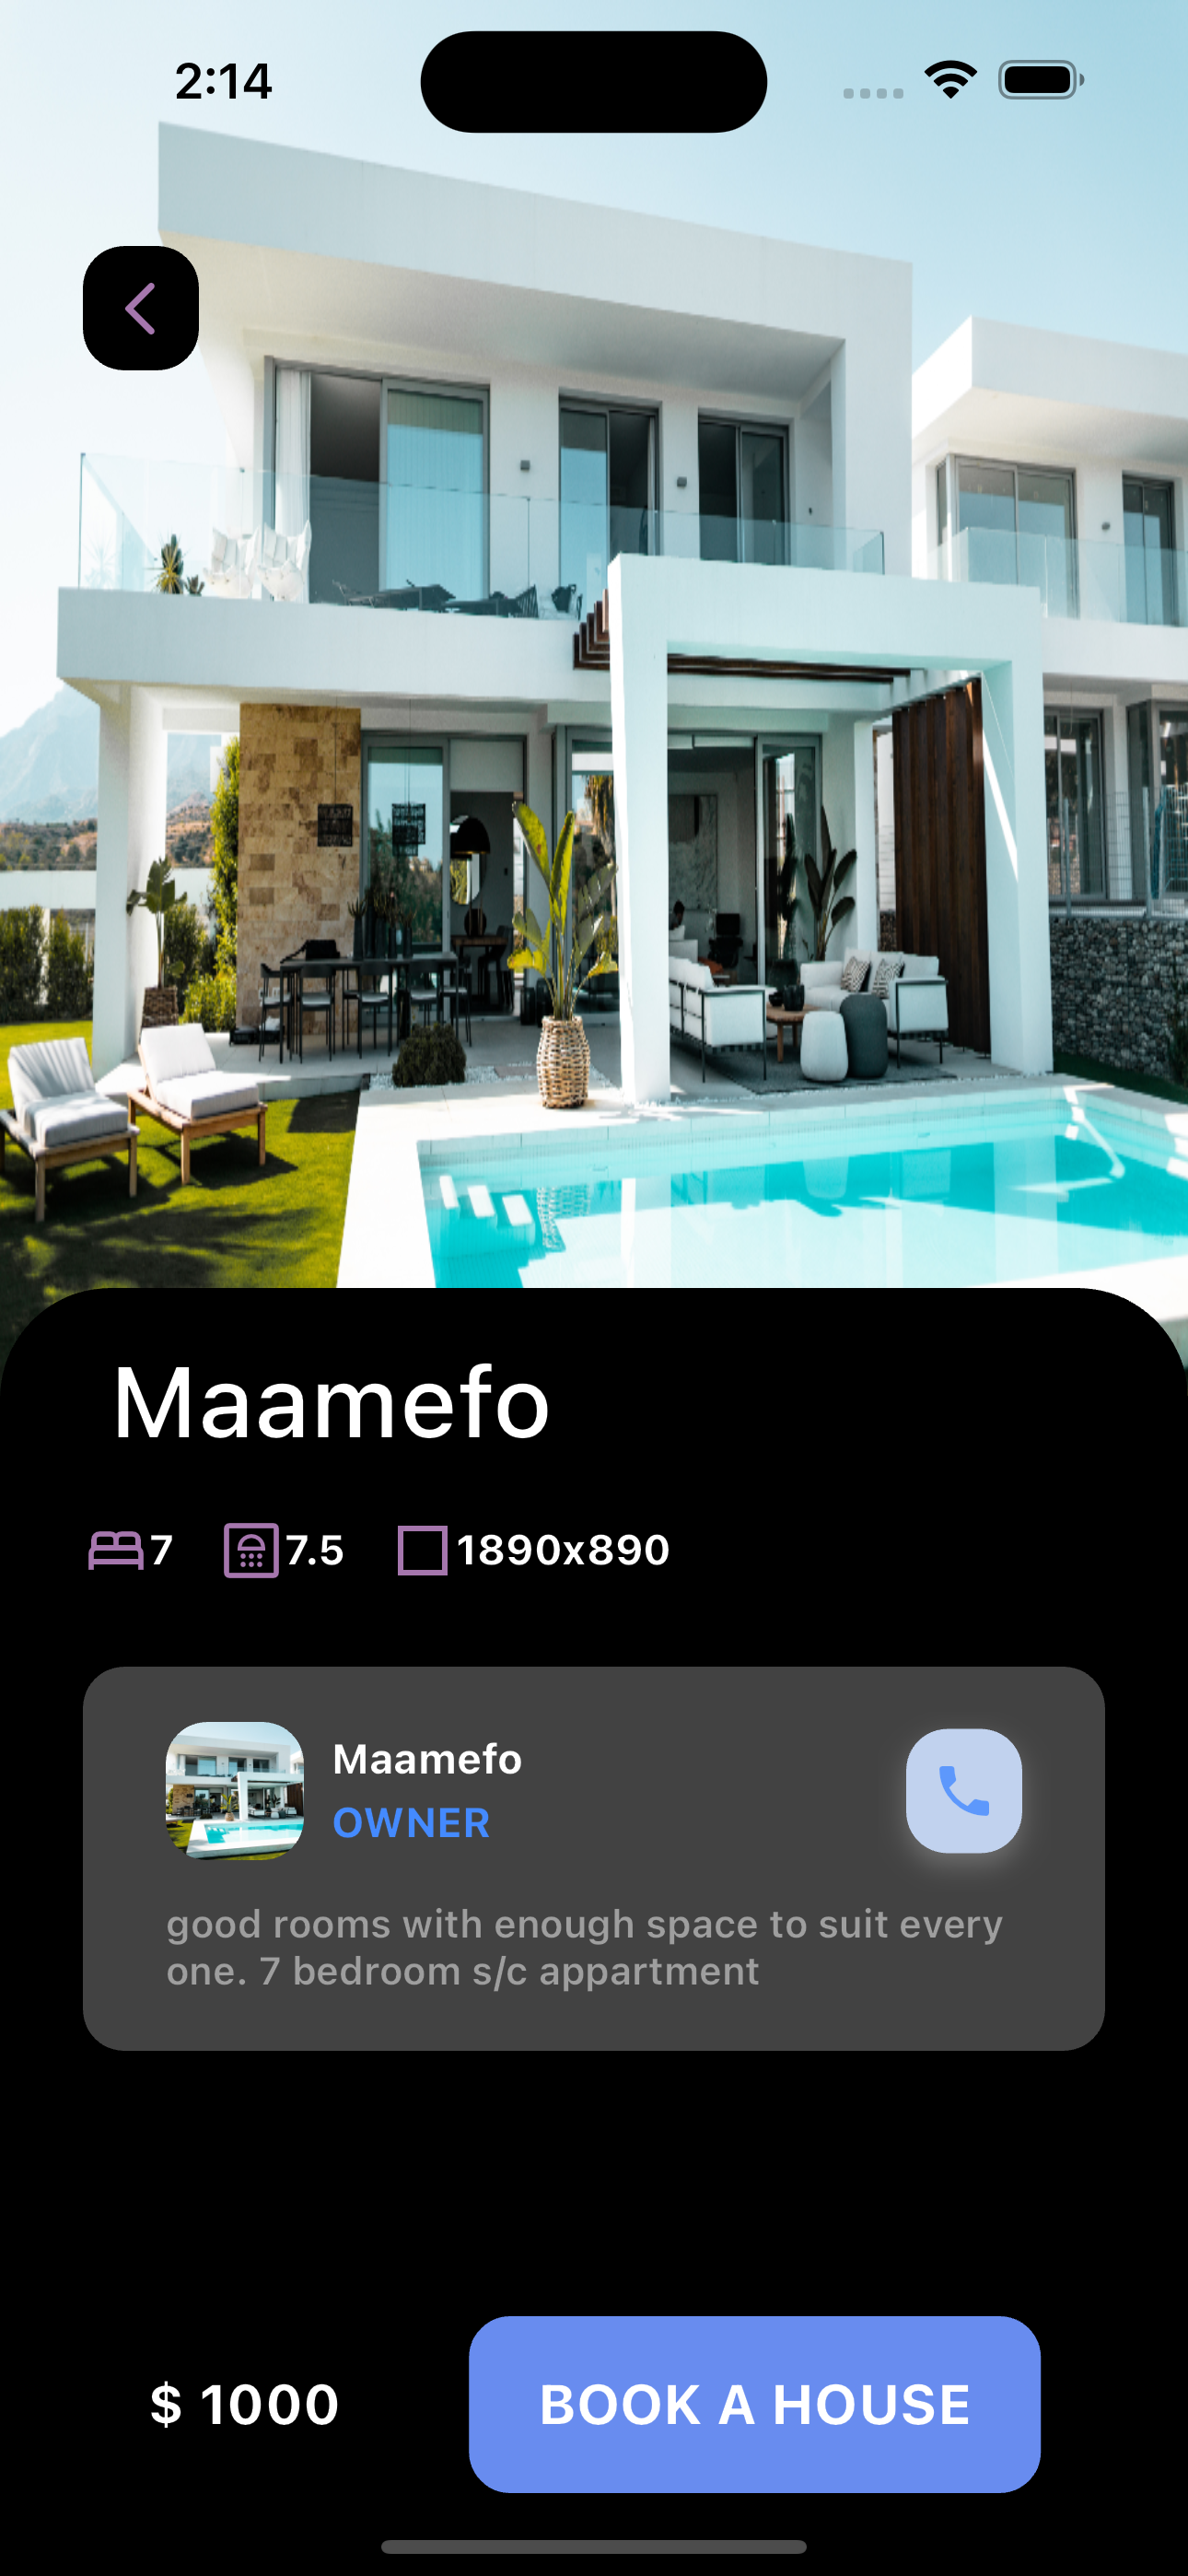 2:14
Maamefo
7 7.5 1890x890
Maamefo
OWNER
good rooms with enough space to suit every
one. 7 bedroom s/c appartment
$ 1000 BOOK A HOUSE